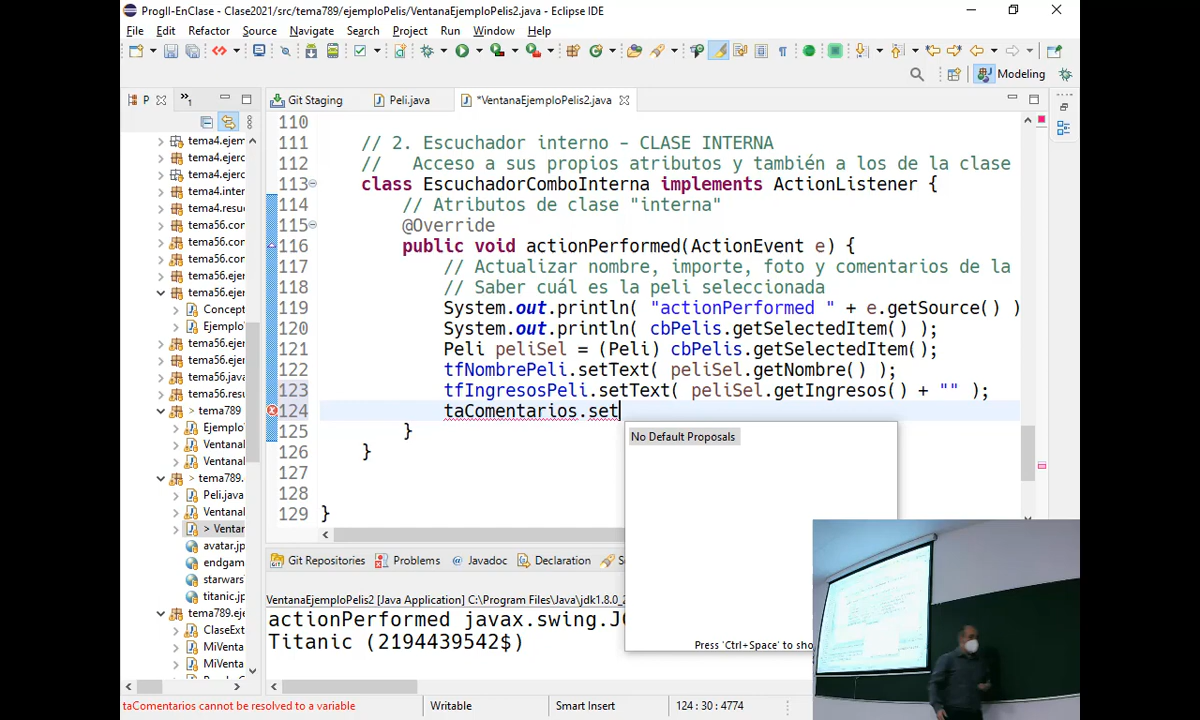 ProgII-EnClase - Clase2021/src/tema789/ejemploPelis/VentanaEjemploPelis2.java - Eclipse IDE
File Edit Refactor Source Navigate Search Project Run Window Help
Modeling
P
Git Staging
Peli.java
*VentanaEjemploPelis2.java
tema4.ejem
tema4.ejerc
tema4.ejerc
tema4.inter
tema4.resu
tema56.con
tema56.con
tema56.con
tema56.ejer
tema56.ejer
Concept
Ejemplo
tema56.ejer
tema56.ejer
tema56.java
tema56.resu
> tema789
Ejemplo
Ventanal
Ventanal
> tema789.
Peli.java
Ventanal
> Ventar
avatar.jp
endgam
starwars
titanic.jp
tema789.eje
ClaseExt
MiVenta
MiVenta
110
111 // 2. Escuchador interno - CLASE INTERNA
112 //   Acceso a sus propios atributos y también a los de la clase
113 class EscuchadorComboInterna implements ActionListener {
114 // Atributos de clase "interna"
115 @Override
116 public void actionPerformed(ActionEvent e) {
117 // Actualizar nombre, importe, foto y comentarios de la
118 // Saber cuál es la peli seleccionada
119 System.out.println( "actionPerformed " + e.getSource() )
120 System.out.println( cbPelis.getSelectedItem() );
121 Peli peliSel = (Peli) cbPelis.getSelectedItem();
122 tfNombrePeli.setText( peliSel.getNombre() );
123 tfIngresosPeli.setText( peliSel.getIngresos() + "" );
124 taComentarios.set
125 }
126 }
127
128
129 }
No Default Proposals
Press 'Ctrl+Space' to sho
Git Repositories
Problems
@ Javadoc
Declaration
VentanaEjemploPelis2 [Java Application] C:\Program Files\Java\jdk1.8.0_2
actionPerformed javax.swing.JC
Titanic (2194439542$)
taComentarios cannot be resolved to a variable
Writable
Smart Insert
124 : 30 : 4774